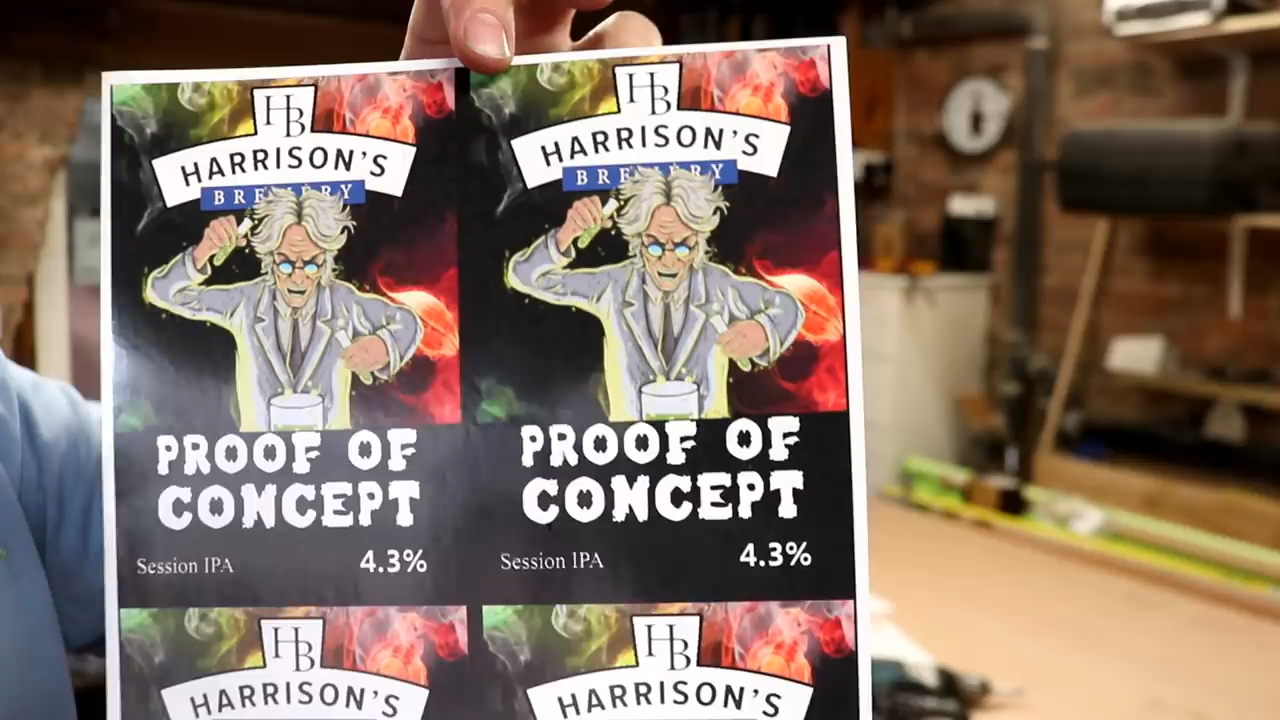 HB
HARRISON'S
BREWERY
PROOF OF
CONCEPT
Session IPA 4.3%
HB
HARRISON'S
BREWERY
PROOF OF
CONCEPT
Session IPA 4.3%
HB
HARRISON'S
HB
HARRISON'S